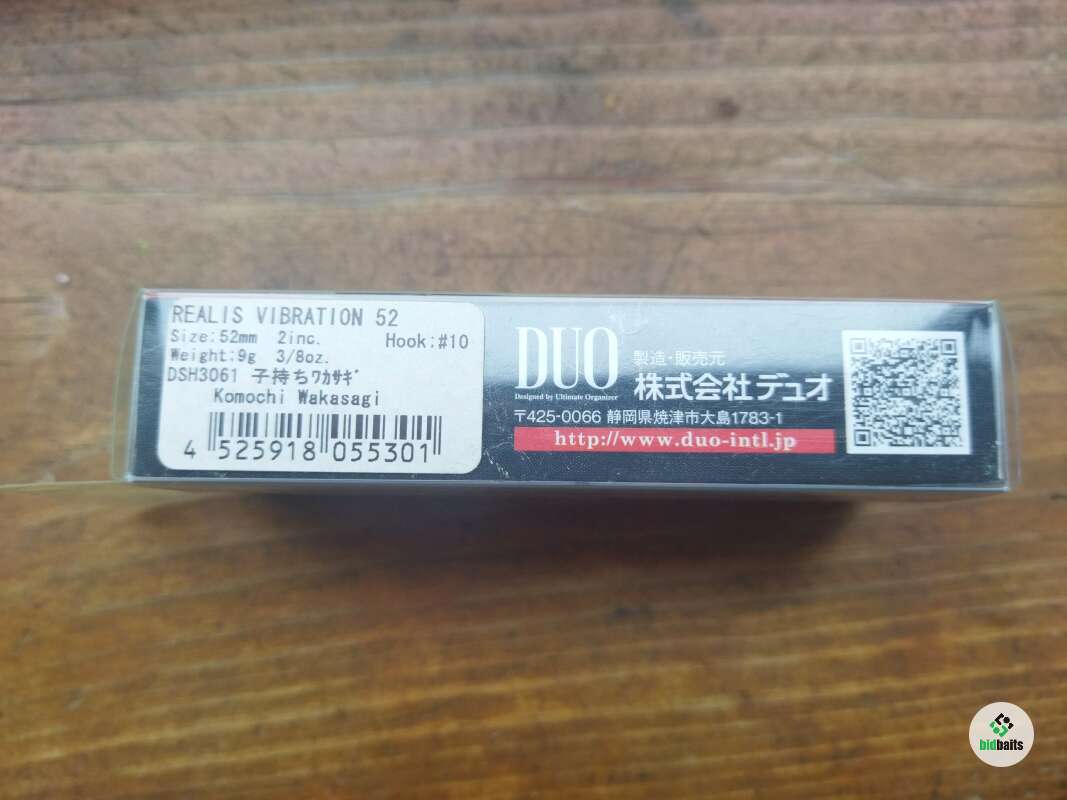 REALIS VIBRATION 52
Size:52mm 2inc. Hook:#10
Weight:9g 3/8oz.
DSH3061 子持ちﾜｶｻｷﾞ
Komochi Wakasagi
4 525918 055301
DUO
Designed by Ultimate Organizer
製造・販売元
株式会社デュオ
〒425-0066 静岡県焼津市大島1783-1
http://www.duo-intl.jp
bidbaits